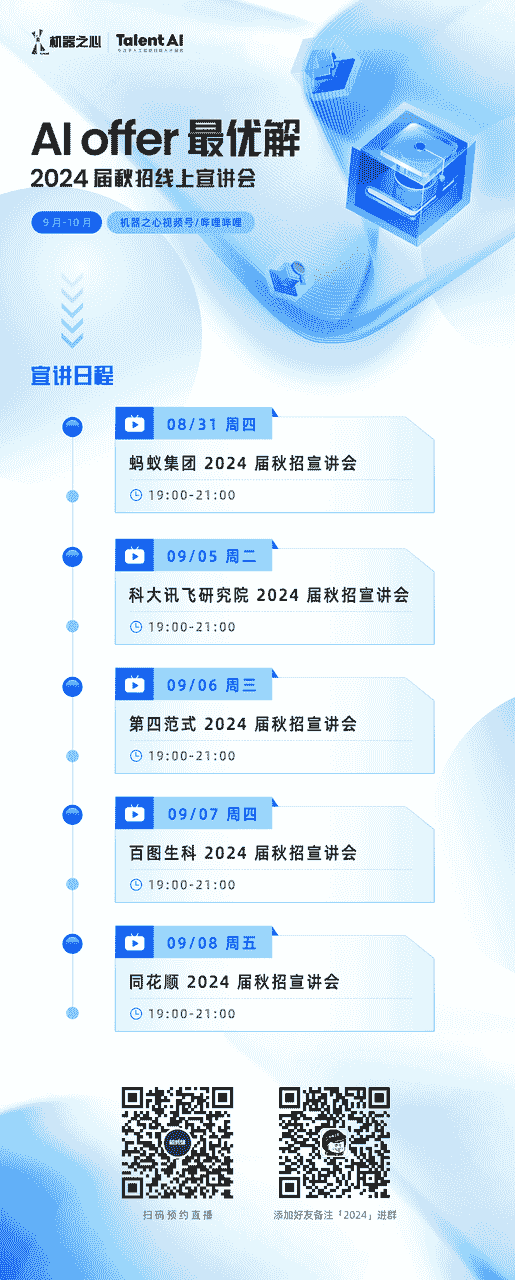 机器之心 Talent AI
AI offer 最优解
2024 届秋招线上宣讲会
9 月-10 月 机器之心视频号/哔哩哔哩
宣讲日程
08/31 周四
蚂蚁集团 2024 届秋招宣讲会
19:00-21:00
09/05 周二
科大讯飞研究院 2024 届秋招宣讲会
19:00-21:00
09/06 周三
第四范式 2024 届秋招宣讲会
19:00-21:00
09/07 周四
百图生科 2024 届秋招宣讲会
19:00-21:00
09/08 周五
同花顺 2024 届秋招宣讲会
19:00-21:00
扫码预约直播
添加好友备注「2024」进群